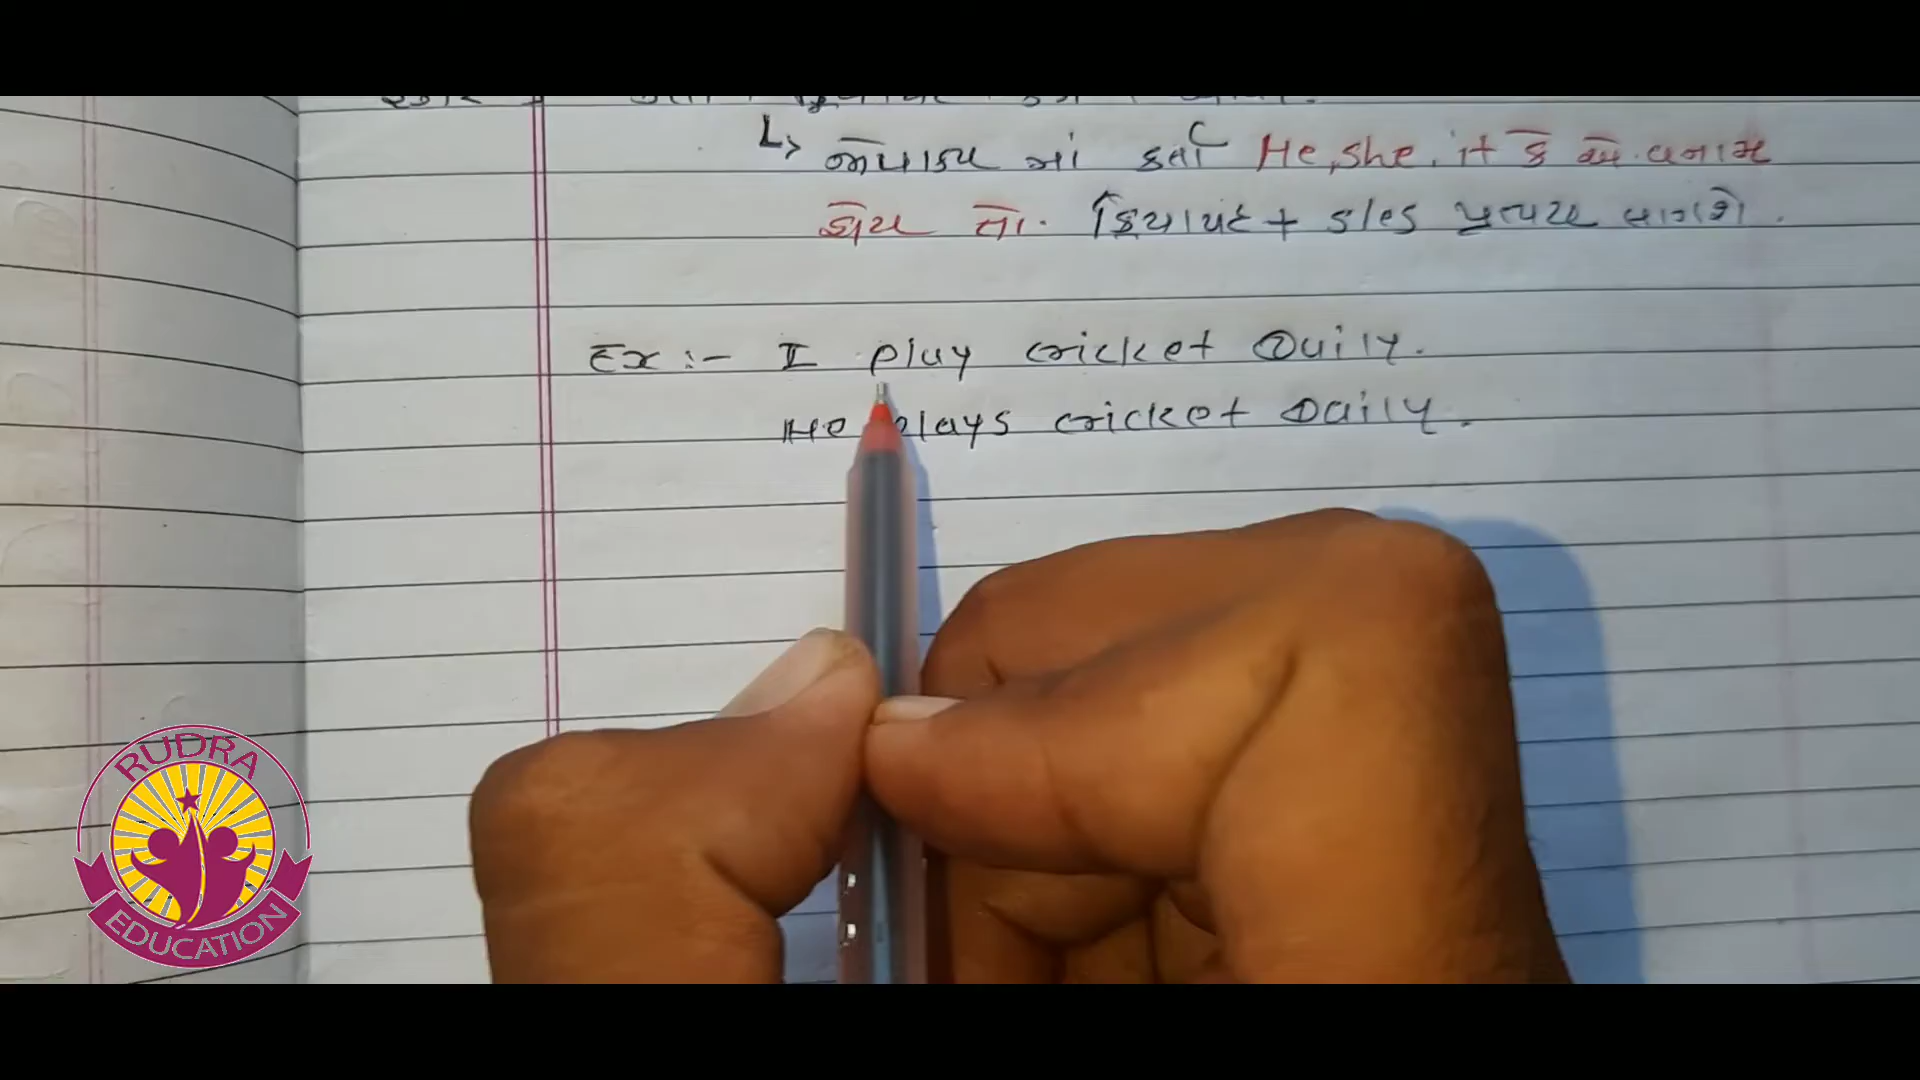 ↳ જો વાક્ય માં કર્તા He, she, it કે એ.વ નામ
હોય તો. ક્રિયાપદ + s/es પ્રત્યય લાગશે.
Ex :- I play cricket Daily.
He plays cricket Daily.
RUDRA
EDUCATION